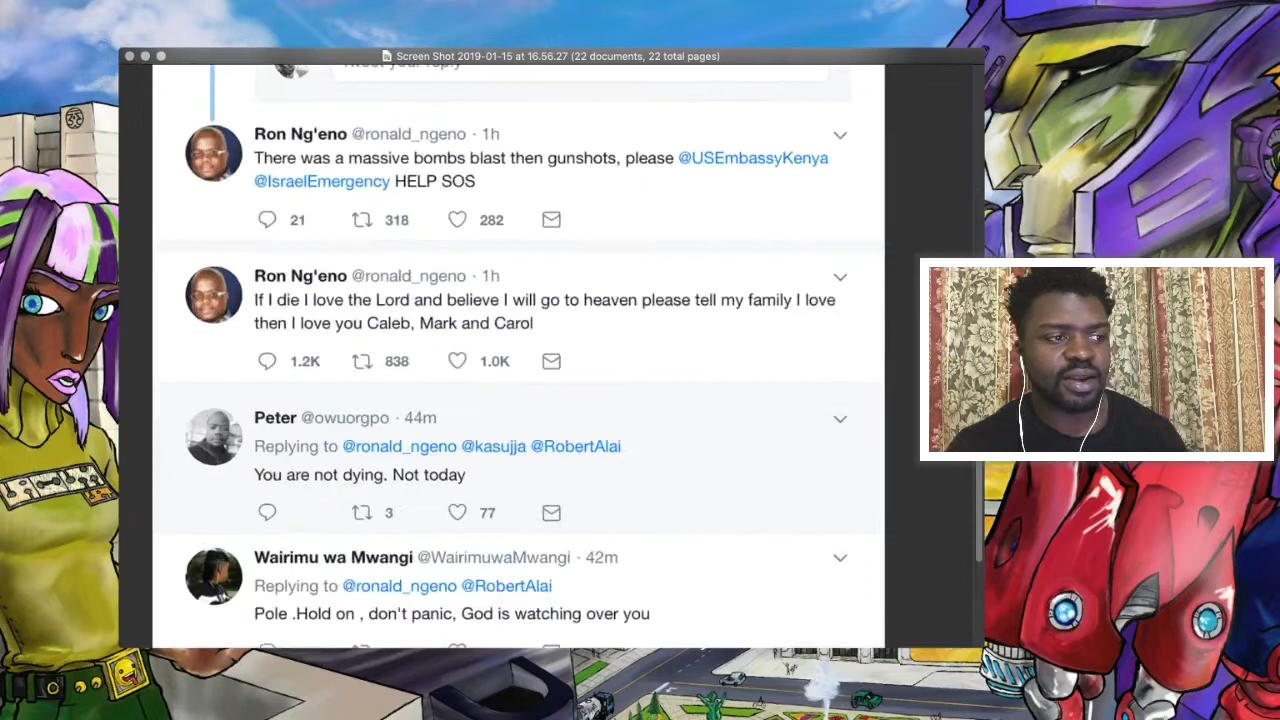 Screen Shot 2019-01-15 at 16.56.27 (22 documents, 22 total pages)
Tweet your reply
Ron Ng'eno @ronald_ngeno · 1h
There was a massive bombs blast then gunshots, please @USEmbassyKenya
@IsraelEmergency HELP SOS
21 318 282
Ron Ng'eno @ronald_ngeno · 1h
If I die I love the Lord and believe I will go to heaven please tell my family I love
then I love you Caleb, Mark and Carol
1.2K 838 1.0K
Peter @owuorgpo · 44m
Replying to @ronald_ngeno @kasujja @RobertAlai
You are not dying. Not today
3 77
Wairimu wa Mwangi @WairimuwaMwangi · 42m
Replying to @ronald_ngeno @RobertAlai
Pole .Hold on , don't panic, God is watching over you